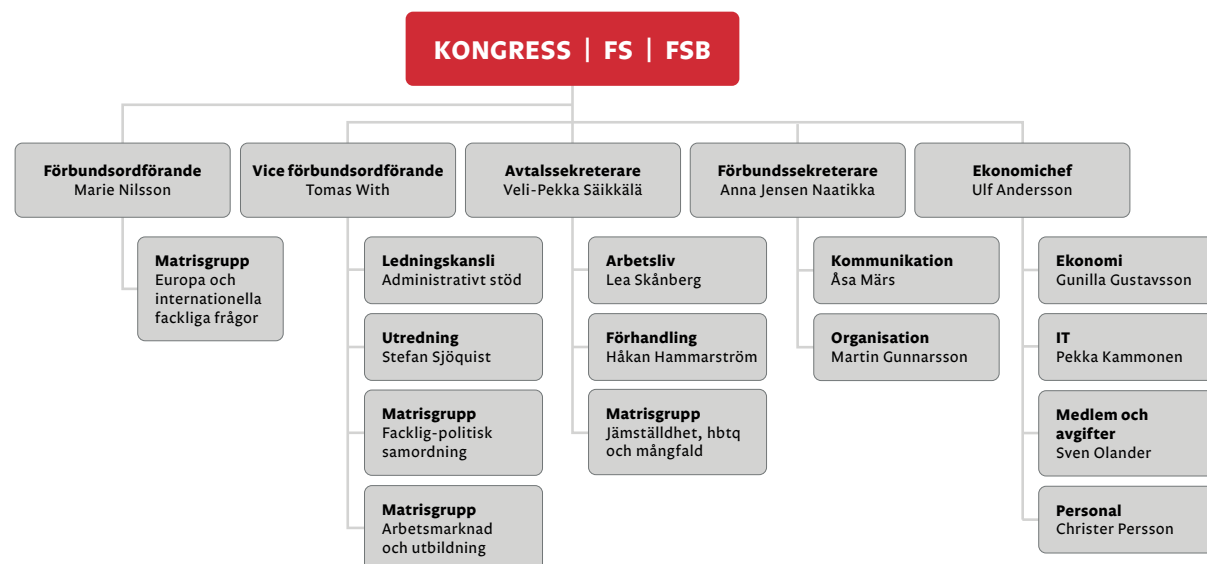 KONGRESS | FS | FSB
Förbundsordförande
Marie Nilsson
Matrisgrupp
Europa och
internationella
fackliga frågor
Vice förbundsordförande
Tomas With
Ledningskansli
Administrativt stöd
Utredning
Stefan Sjöquist
Matrisgrupp
Facklig-politisk
samordning
Matrisgrupp
Arbetsmarknad
och utbildning
Avtalssekreterare
Veli-Pekka Säikkälä
Arbetsliv
Lea Skånberg
Förhandling
Håkan Hammarström
Matrisgrupp
Jämställdhet, hbtq
och mångfald
Förbundssekreterare
Anna Jensen Naatikka
Kommunikation
Åsa Märs
Organisation
Martin Gunnarsson
Ekonomichef
Ulf Andersson
Ekonomi
Gunilla Gustavsson
IT
Pekka Kammonen
Medlem och
avgifter
Sven Olander
Personal
Christer Persson